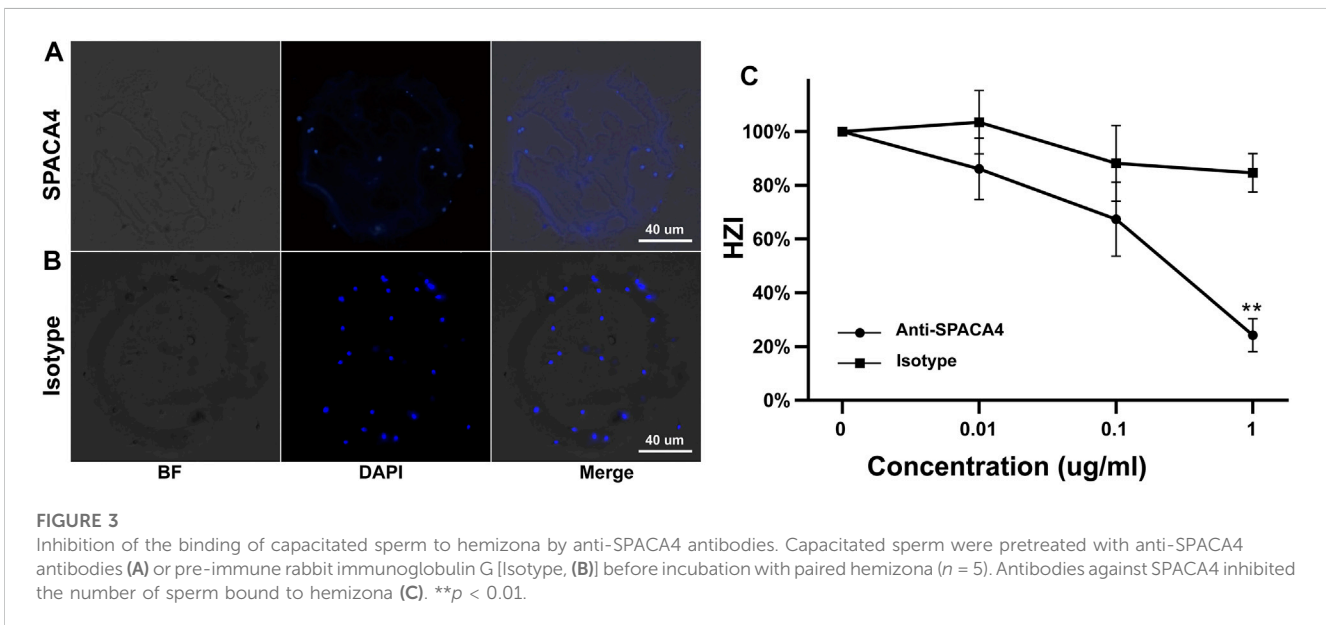 A
SPACA4
40 um
B
Isotype
40 um
BF
DAPI
Merge
C
HZI
100%
80%
60%
40%
20%
0%
**
Anti-SPACA4
Isotype
0
0.01
0.1
1
Concentration (ug/ml)
FIGURE 3
Inhibition of the binding of capacitated sperm to hemizona by anti-SPACA4 antibodies. Capacitated sperm were pretreated with anti-SPACA4
antibodies (A) or pre-immune rabbit immunoglobulin G [Isotype, (B)] before incubation with paired hemizona (n = 5). Antibodies against SPACA4 inhibited
the number of sperm bound to hemizona (C). **p < 0.01.